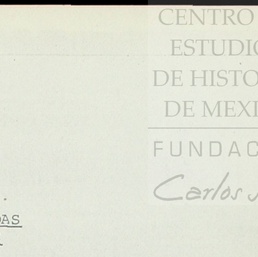 CENTRO
ESTUDIO
DE HISTO
DE MEXI
FUNDAC
Carlos S
.
DAS